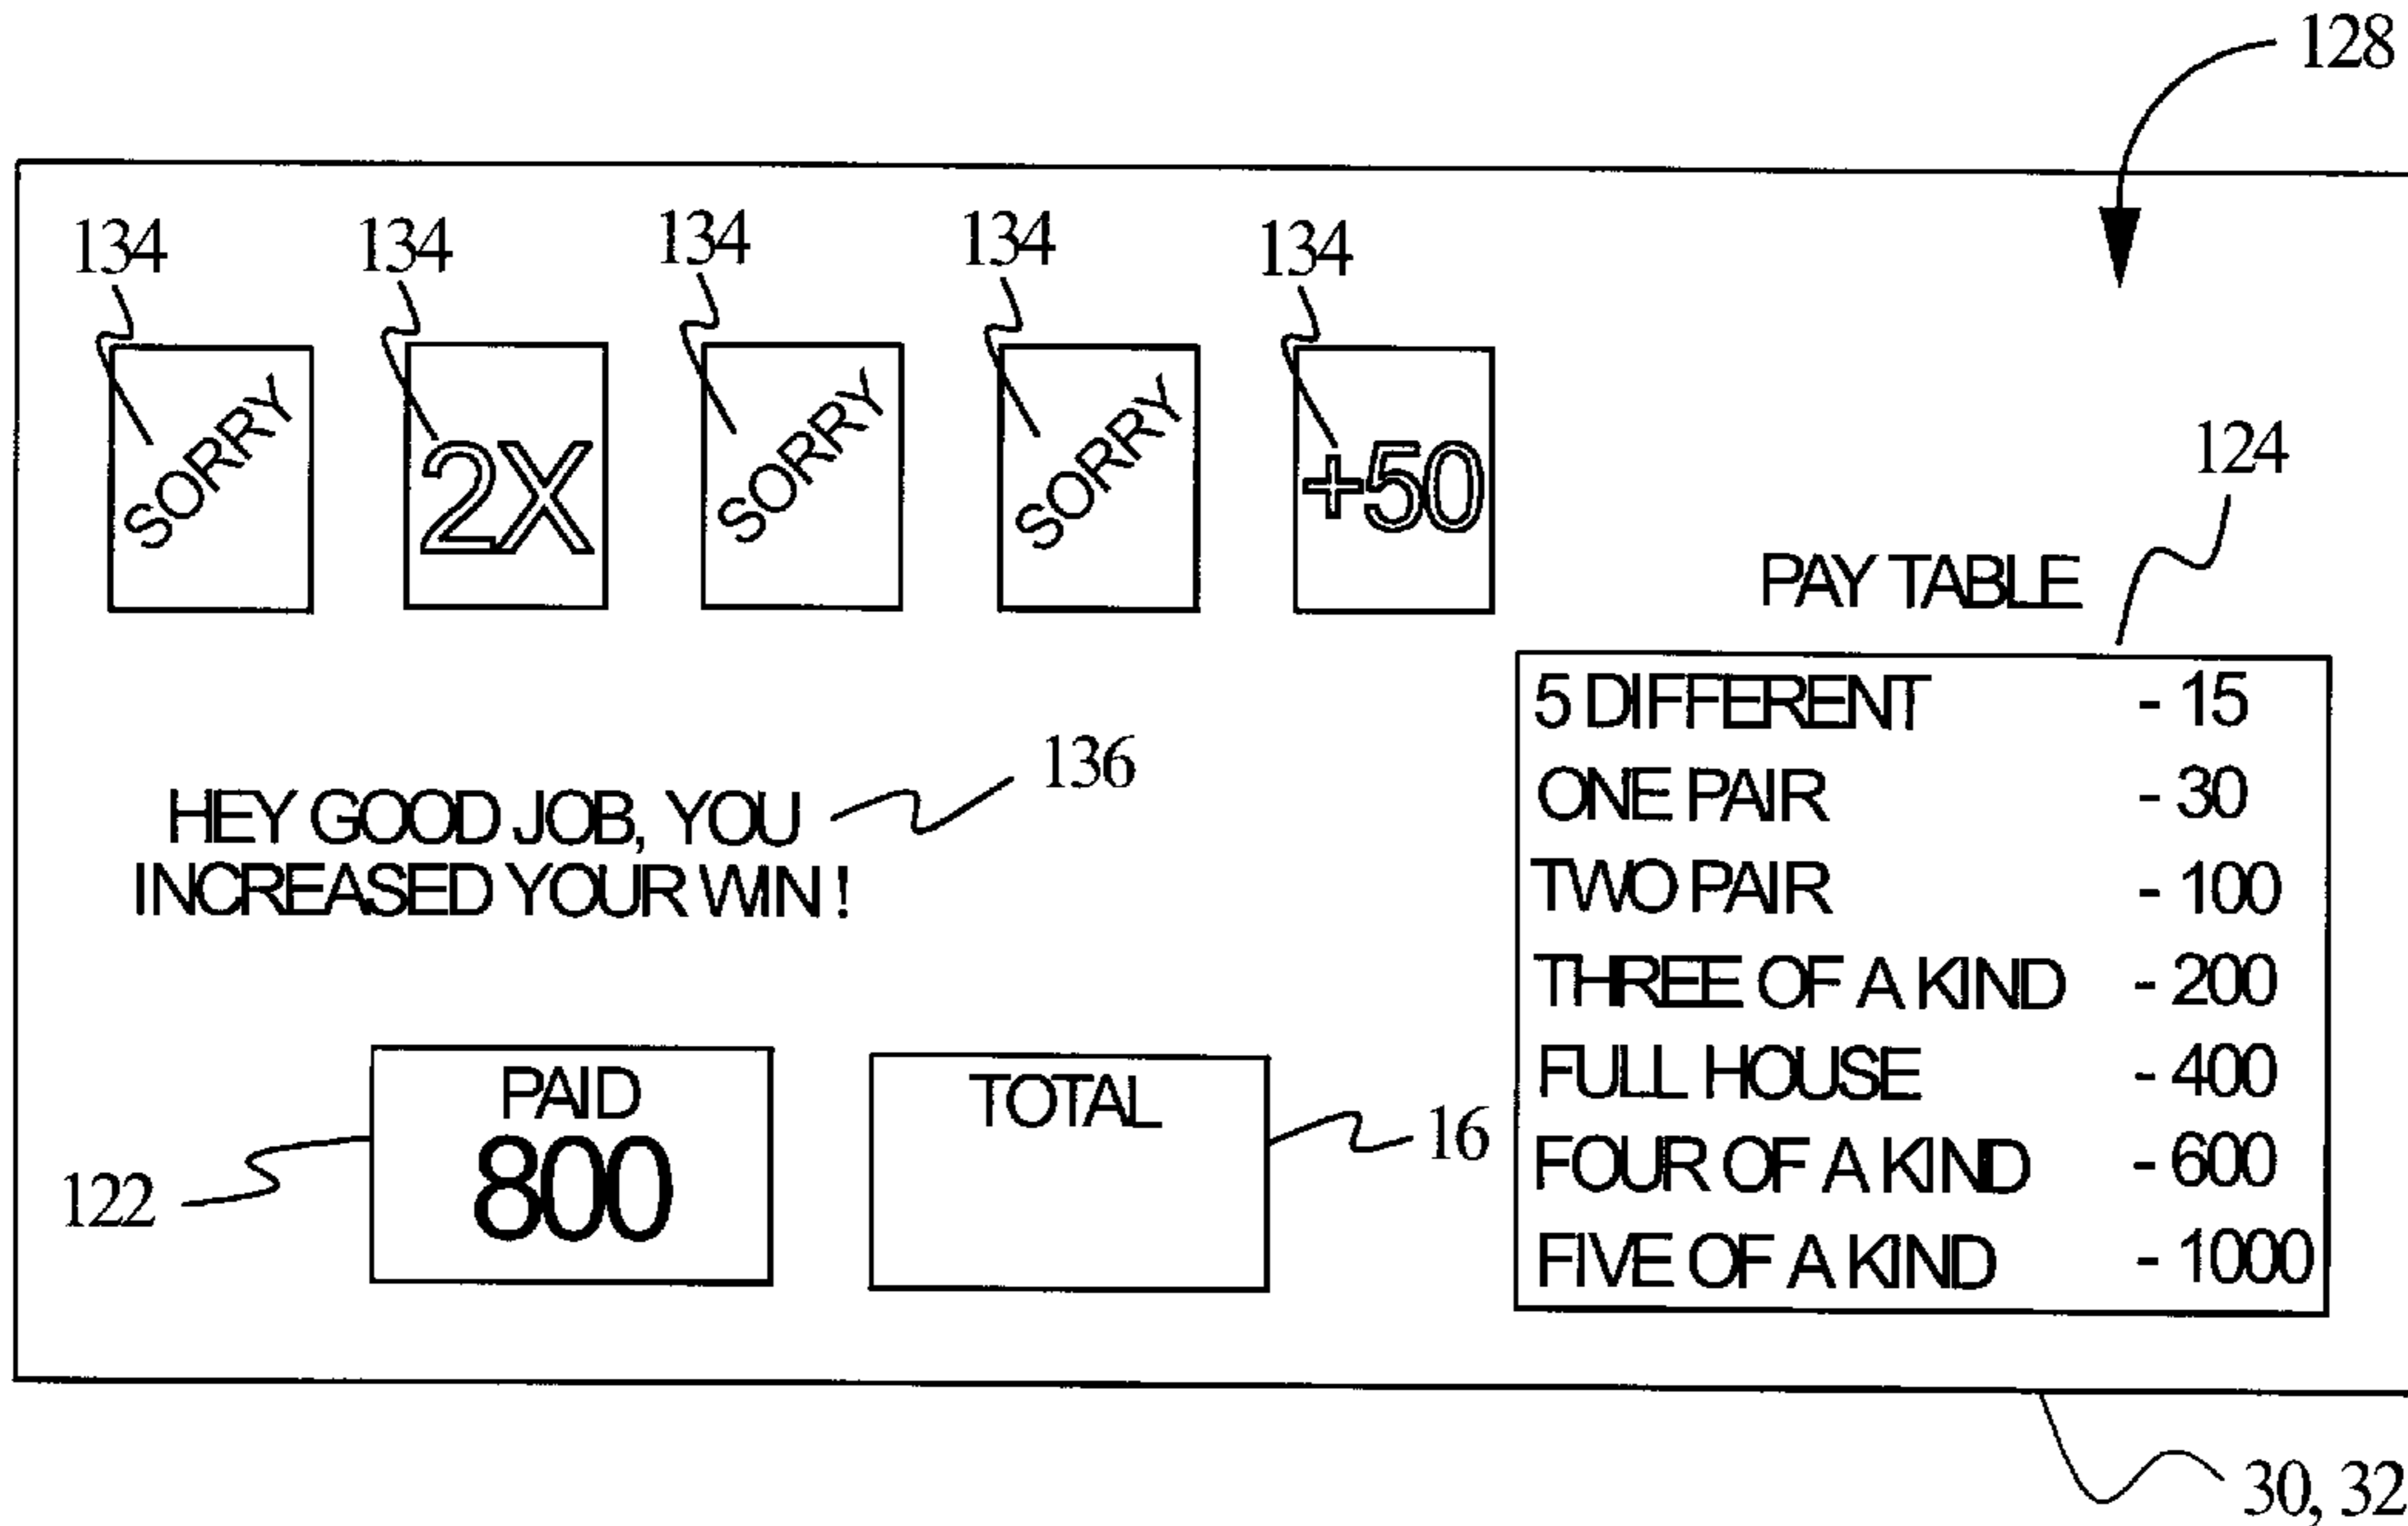 128
134 134 134 134 134
SORRY 2X SORRY SORRY +50
124
PAY TABLE
5 DIFFERENT - 15
ONE PAIR - 30
TWO PAIR - 100
THREE OF A KIND - 200
FULL HOUSE - 400
FOUR OF A KIND - 600
FIVE OF A KIND - 1000
HEY GOOD JOB, YOU
INCREASED YOUR WIN !
136
PAID
800
122
TOTAL
16
30, 32